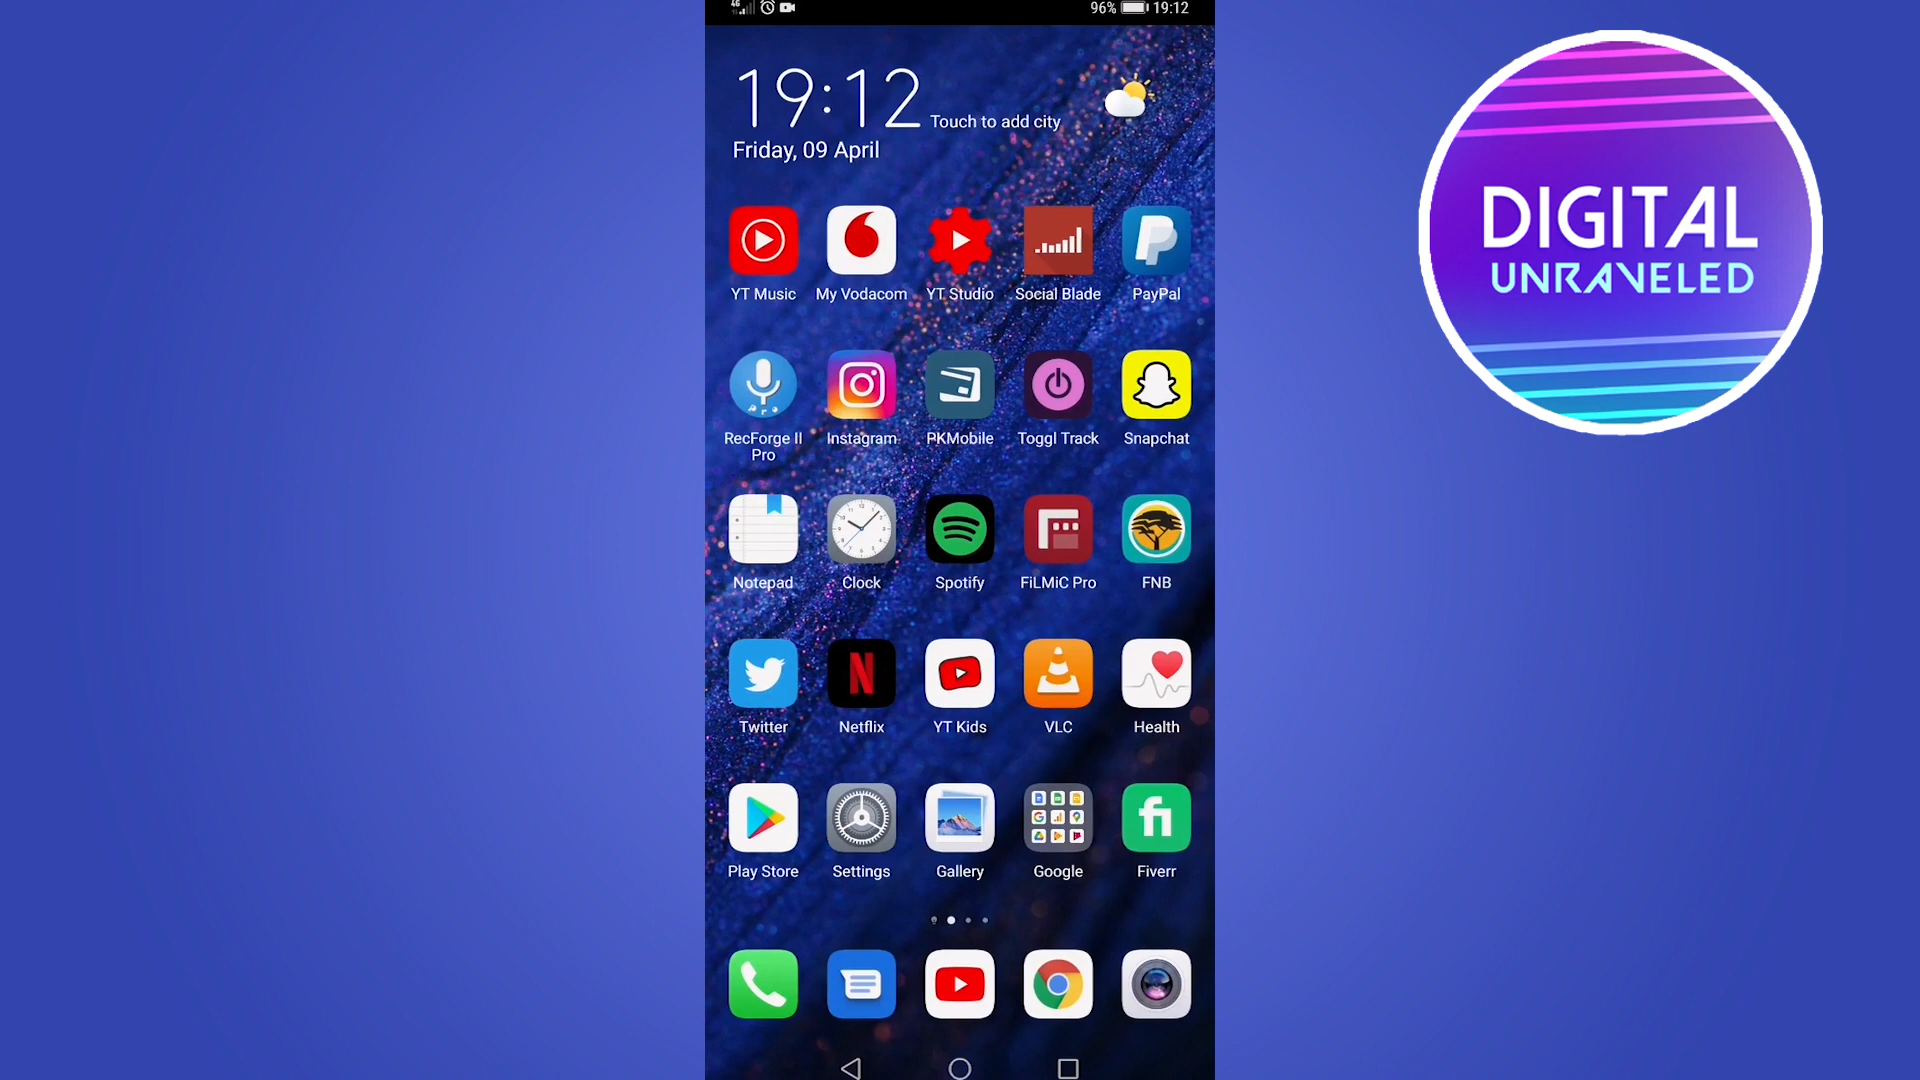 4G
96% 19:12
19:12 Touch to add city
Friday, 09 April
DIGITAL
UNRAVELED
YT Music My Vodacom YT Studio Social Blade PayPal
RecForge II Pro Instagram PKMobile Toggl Track Snapchat
Notepad Clock Spotify FiLMiC Pro FNB
Twitter Netflix YT Kids VLC Health
Play Store Settings Gallery Google Fiverr